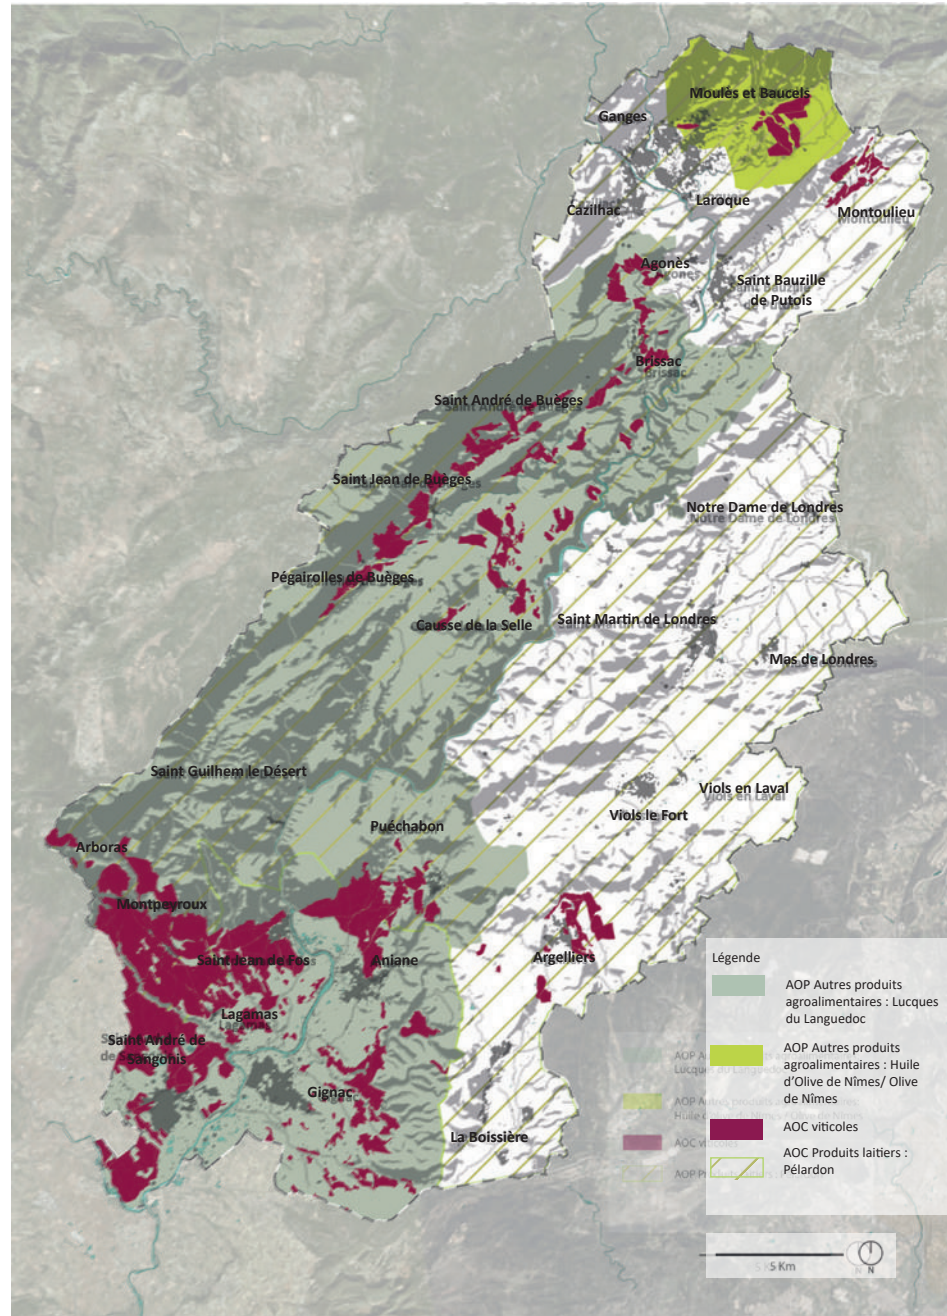 Moulès et Baucels
Ganges
Laroque
Cazilhac
Montoulieu
Agonès
Saint Bauzille
de Putois
Brissac
Saint André de Buèges
Saint Jean de Buèges
Notre Dame de Londres
Pégairolles de Buèges
Causse de la Selle
Saint Martin de Londres
Mas de Londres
Saint Guilhem le Désert
Viols en Laval
Viols le Fort
Puéchabon
Arboras
Montpeyroux
Saint Jean de Fos
Aniane
Argelliers
Lagamas
Saint André de
Sangonis
Gignac
La Boissière
Légende
AOP Autres produits
agroalimentaires : Lucques
du Languedoc
AOP Autres produits
agroalimentaires : Huile
d’Olive de Nîmes/ Olive
de Nîmes
AOC viticoles
AOC Produits laitiers :
Pélardon
5 Km
N